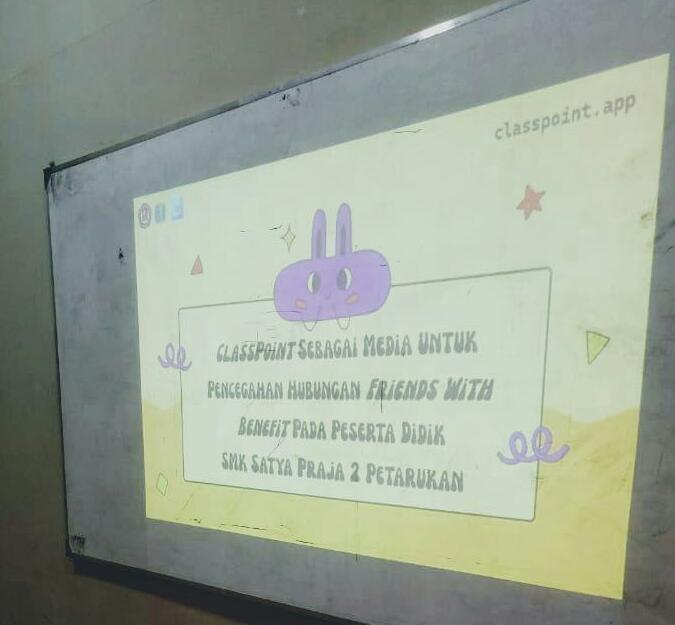 classpoint.app
CLASSPOINT SEBAGAI MEDIA UNTUK
PENCEGAHAN HUBUNGAN FRIENDS WITH
BENEFIT PADA PESERTA DIDIK
SMK SATYA PRAJA 2 PETARUKAN